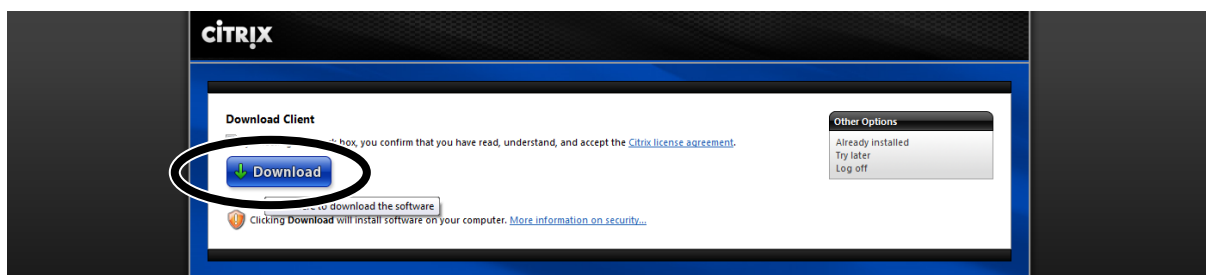 CITRIX
Download Client
box, you confirm that you have read, understand, and accept the Citrix license agreement.
Download
to download the software
Clicking Download will install software on your computer. More information on security...
Other Options
Already installed
Try later
Log off